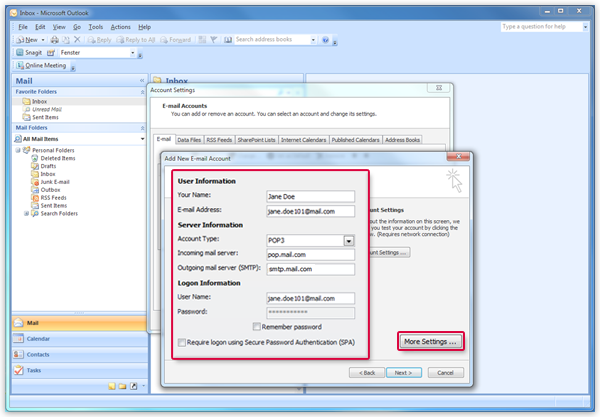 Inbox - Microsoft Outlook
File Edit View Go Tools Actions Help
Type a question for help
New Reply Reply to All Forward Search address books
Snagit Fenster
Online Meeting
Mail
Inbox
Favorite Folders
Inbox
Unread Mail
Sent Items
Mail Folders
All Mail Items
Personal Folders
Deleted Items
Drafts
Inbox
Junk E-mail
Outbox
RSS Feeds
Sent Items
Search Folders
Mail
Calendar
Contacts
Tasks
Account Settings
E-mail Accounts
You can add or remove an account. You can select an account and change its settings.
E-mail Data Files RSS Feeds SharePoint Lists Internet Calendars Published Calendars Address Books
Add New E-mail Account
User Information
Your Name: Jane Doe
E-mail Address: jane.doe101@mail.com
Server Information
Account Type: POP3
Incoming mail server: pop.mail.com
Outgoing mail server (SMTP): smtp.mail.com
Logon Information
User Name: jane.doe101@mail.com
Password: ***********
Remember password
Require logon using Secure Password Authentication (SPA)
ount Settings
out the information on this screen, we
you test your account by clicking the
w. (Requires network connection)
ount Settings ...
More Settings ...
< Back Next > Cancel